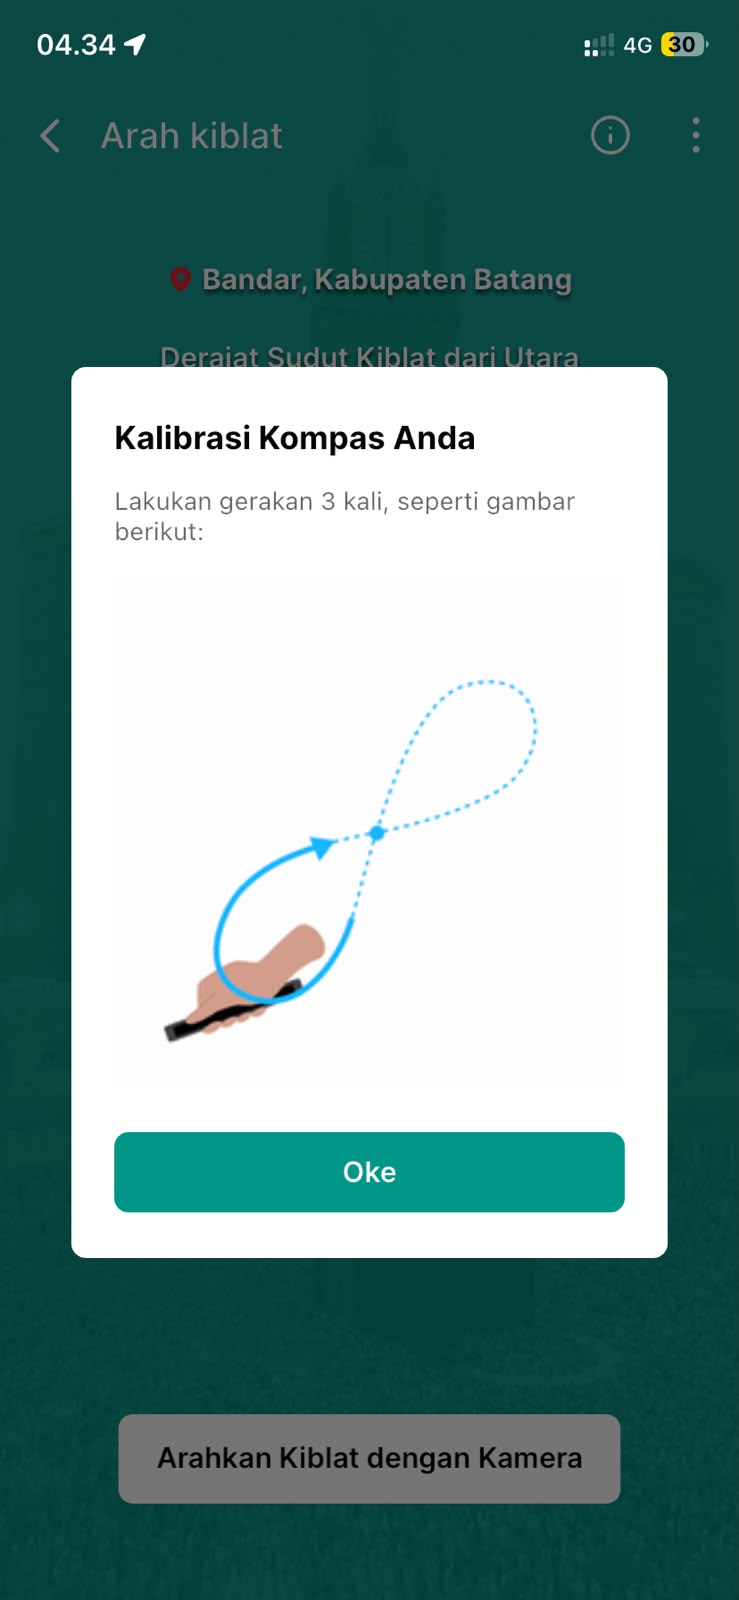 04.34
4G
30
Arah kiblat
Bandar, Kabupaten Batang
Derajat Sudut Kiblat dari Utara
Kalibrasi Kompas Anda
Lakukan gerakan 3 kali, seperti gambar
berikut:
Oke
Arahkan Kiblat dengan Kamera